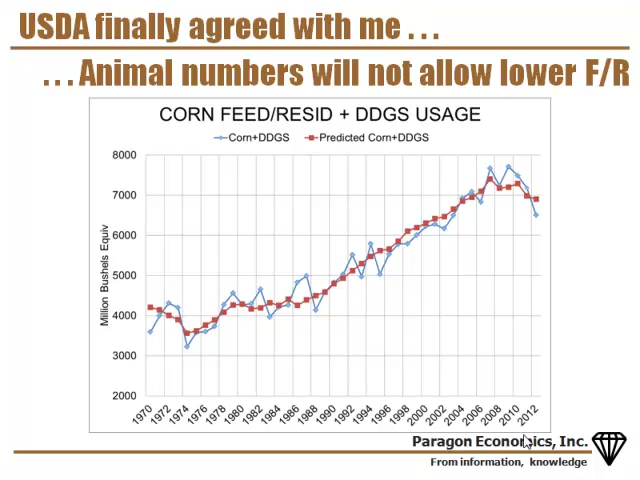 USDA finally agreed with me . . .
. . . Animal numbers will not allow lower F/R
CORN FEED/RESID + DDGS USAGE
Corn+DDGS Predicted Corn+DDGS
8000
7000
6000
5000
4000
3000
2000
Million Bushels Equiv
1970 1972 1974 1976 1978 1980 1982 1984 1986 1988 1990 1992 1994 1996 1998 2000 2002 2004 2006 2008 2010 2012
Paragon Economics, Inc.
From information, knowledge